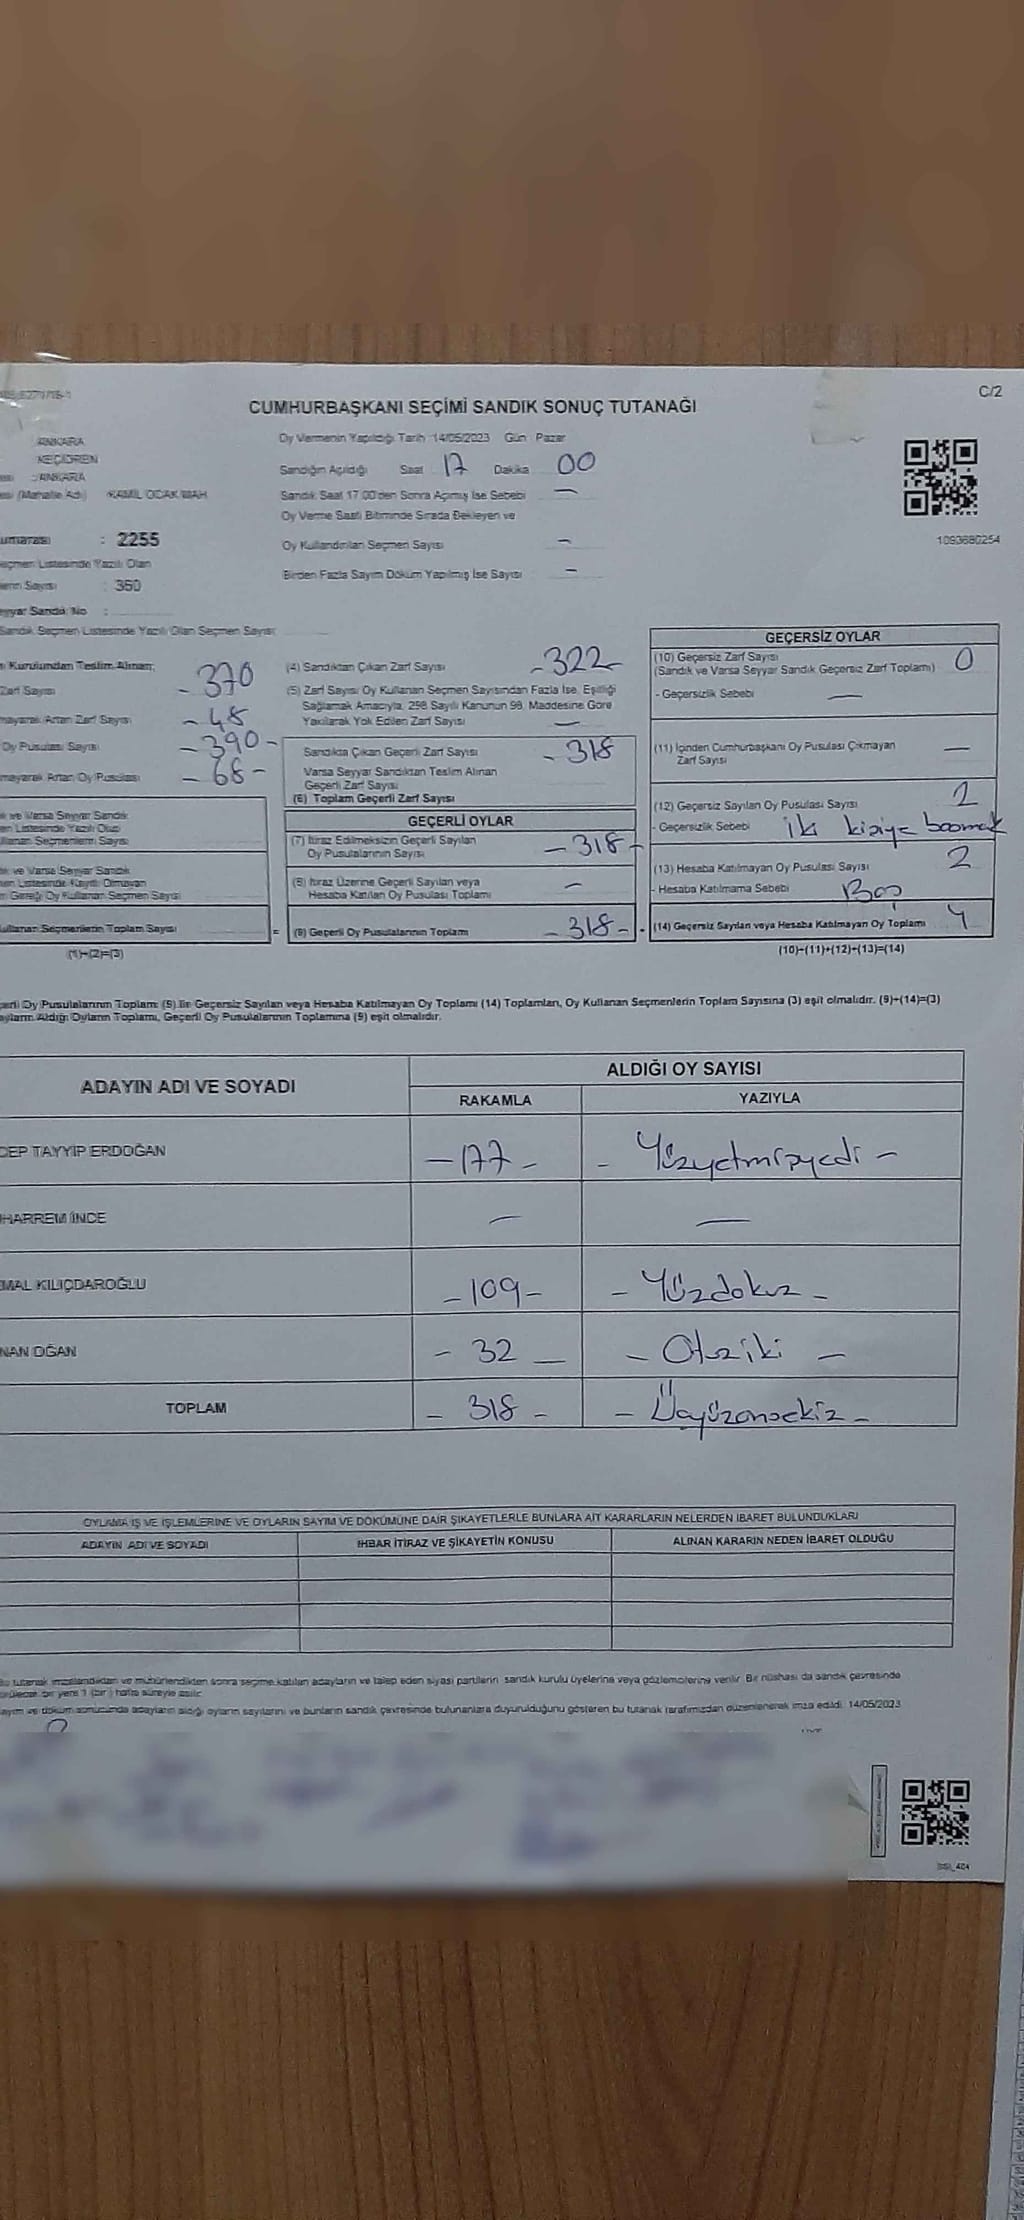 C/2
CUMHURBAŞKANI SEÇİMİ SANDIK SONUÇ TUTANAĞI
ANKARA
KEÇİÖREN
ANKARA
(Mahalle Adı) KAMİL OCAK MAH
: 2255
Seçmen Listesinde Yazılı Olan
Sayısı : 360
Sandık No :
Sandık Seçmen Listesinde Yazılı Olan Seçmen Sayısı
Oy Vermenin Yapıldığı Tarih :14/05/2023 Gün Pazar
Sandığın Açıldığı Saat 17 Dakika 00
Sandık Saat 17.00'den Sonra Açımış İse Sebebi —
Oy Verme Saati Bitiminde Sırada Bekleyen ve
Oy Kullandırılan Seçmen Sayısı —
Birden Fazla Sayım Döküm Yapılmış İse Sayısı —
1093680254
Kurulundan Teslim Alınan;
Zarf Sayısı - 370
Artan Zarf Sayısı - 48
Oy Pusulası Sayısı - 390 -
Artan Oy Pusulası - 68 -
ve Varsa Seyyar Sandık
Listesinde Yazılı Olup
Kullanan Seçmenlerin Sayısı
ve Varsa Seyyar Sandık
Listesinde Kayıtlı Olmayan
Gereği Oy Kullanan Seçmen Sayısı
Kullanan Seçmenlerin Toplam Sayısı =
(1)+(2)=(3)
(4) Sandıktan Çıkan Zarf Sayısı -322-
(5) Zarf Sayısı Oy Kullanan Seçmen Sayısından Fazla İse, Eşitliği
Sağlamak Amacıyla, 298 Sayılı Kanunun 98. Maddesine Göre
Yakılarak Yok Edilen Zarf Sayısı —
Sandıkta Çıkan Geçerli Zarf Sayısı - 318
Varsa Seyyar Sandıktan Teslim Alınan
Geçerli Zarf Sayısı
(6) Toplam Geçerli Zarf Sayısı
GEÇERLİ OYLAR
(7) İtiraz Edilmeksizin Geçerli Sayılan
Oy Pusulalarının Sayısı - 318 -
(8) İtiraz Üzerine Geçerli Sayılan veya
Hesaba Katılan Oy Pusulası Toplamı —
(9) Geçerli Oy Pusulalarının Toplamı - 318 -
GEÇERSİZ OYLAR
(10) Geçersiz Zarf Sayısı
(Sandık ve Varsa Seyyar Sandık Geçersiz Zarf Toplamı) 0
- Geçersizlik Sebebi —
(11) İçinden Cumhurbaşkanı Oy Pusulası Çıkmayan
Zarf Sayısı —
(12) Geçersiz Sayılan Oy Pusulası Sayısı 2
- Geçersizlik Sebebi iki kişiye basmak
(13) Hesaba Katılmayan Oy Pusulası Sayısı 2
- Hesaba Katılmama Sebebi Boş
(14) Geçersiz Sayılan veya Hesaba Katılmayan Oy Toplamı 4
(10)+(11)+(12)+(13)=(14)
Oy Pusulalarının Toplamı (9) ile Geçersiz Sayılan veya Hesaba Katılmayan Oy Toplamı (14) Toplamları, Oy Kullanan Seçmenlerin Toplam Sayısına (3) eşit olmalıdır. (9)+(14)=(3)
Aldığı Oyların Toplamı, Geçerli Oy Pusulalarının Toplamına (9) eşit olmalıdır.
ADAYIN ADI VE SOYADI ALDIĞI OY SAYISI
RAKAMLA YAZIYLA
CEP TAYYİP ERDOĞAN - 177 - - Yüzyetmişyedi -
HARREM İNCE — —
MAL KILIÇDAROĞLU - 109 - - Yüzdokuz -
NAN OĞAN - 32 - - Otuziki -
TOPLAM - 318 - - Üçyüzonsekiz -
OYLAMA İŞ VE İŞLEMLERİNE VE OYLARIN SAYIM VE DÖKÜMÜNE DAİR ŞİKAYETLERLE BUNLARA AİT KARARLARIN NELERDEN İBARET BULUNDUKLARI
ADAYIN ADI VE SOYADI İHBAR İTİRAZ VE ŞİKAYETİN KONUSU ALINAN KARARIN NEDEN İBARET OLDUĞU
Bu tutanak imzalandıktan ve mühürlendikten sonra seçime katılan adayların ve talep eden siyasi partilerin sandık kurulu üyelerine veya gözlemcilerine verilir. Bir nüshası da sandık çevresinde
bir yere 1 (bir) hafta süreyle asılır.
Sayım ve döküm sonucunda adayların aldığı oyların sayılarını ve bunların sandık çevresinde bulunanlara duyurulduğunu gösteren bu tutanak tarafımızdan düzenlenerek imza edildi. 14/05/2023